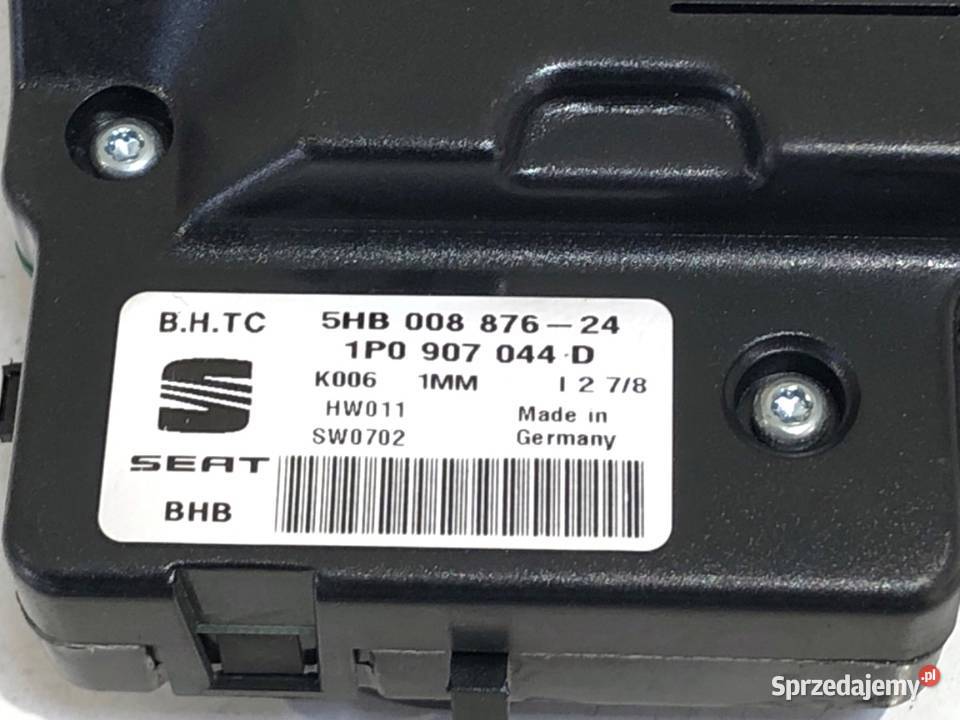 B.H.TC 5HB 008 876-24
1P0 907 044 D
K006 1MM I 2 7/8
HW011 Made in
SW0702 Germany
SEAT
BHB
Sprzedajemy.pl